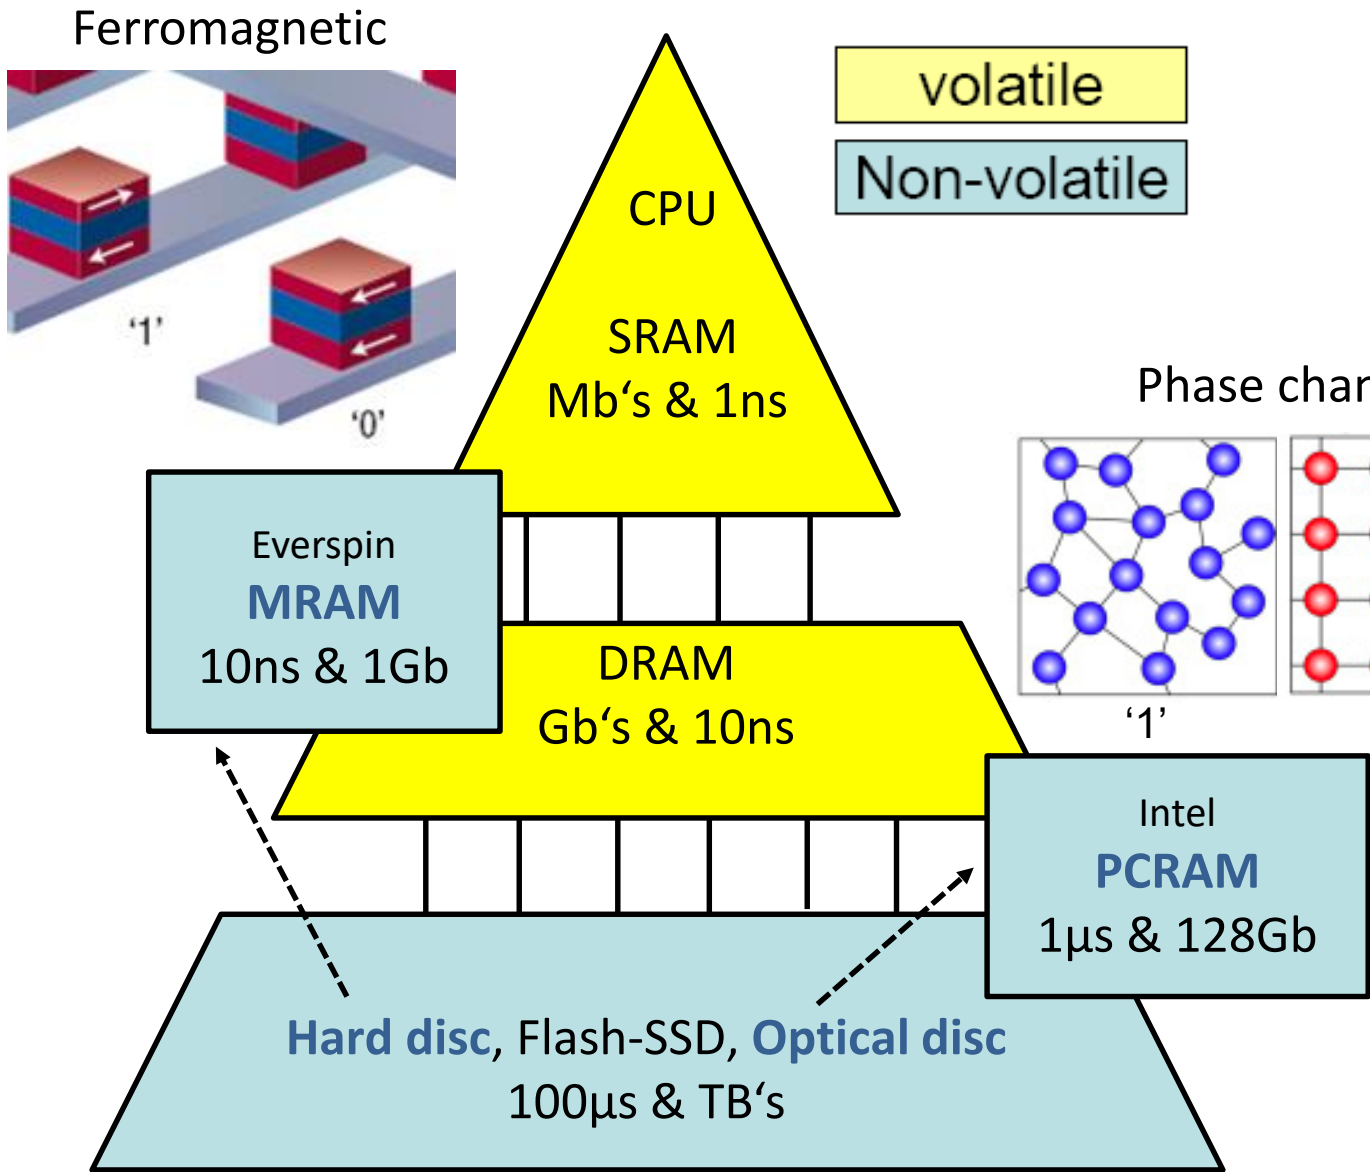 Ferromagnetic
volatile
Non-volatile
CPU
SRAM
Mb‘s & 1ns
‘1’
‘0’
Phase char
Everspin
MRAM
10ns & 1Gb
DRAM
Gb‘s & 10ns
‘1’
Intel
PCRAM
1µs & 128Gb
Hard disc, Flash-SSD, Optical disc
100µs & TB‘s